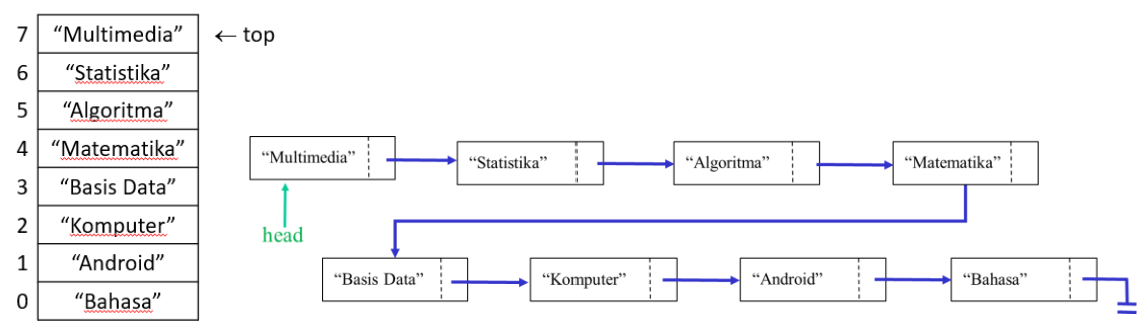 7 “Multimedia” ← top
6 “Statistika”
5 “Algoritma”
4 “Matematika”
3 “Basis Data”
2 “Komputer”
1 “Android”
0 “Bahasa”
“Multimedia” “Statistika” “Algoritma” “Matematika”
head
“Basis Data” “Komputer” “Android” “Bahasa”